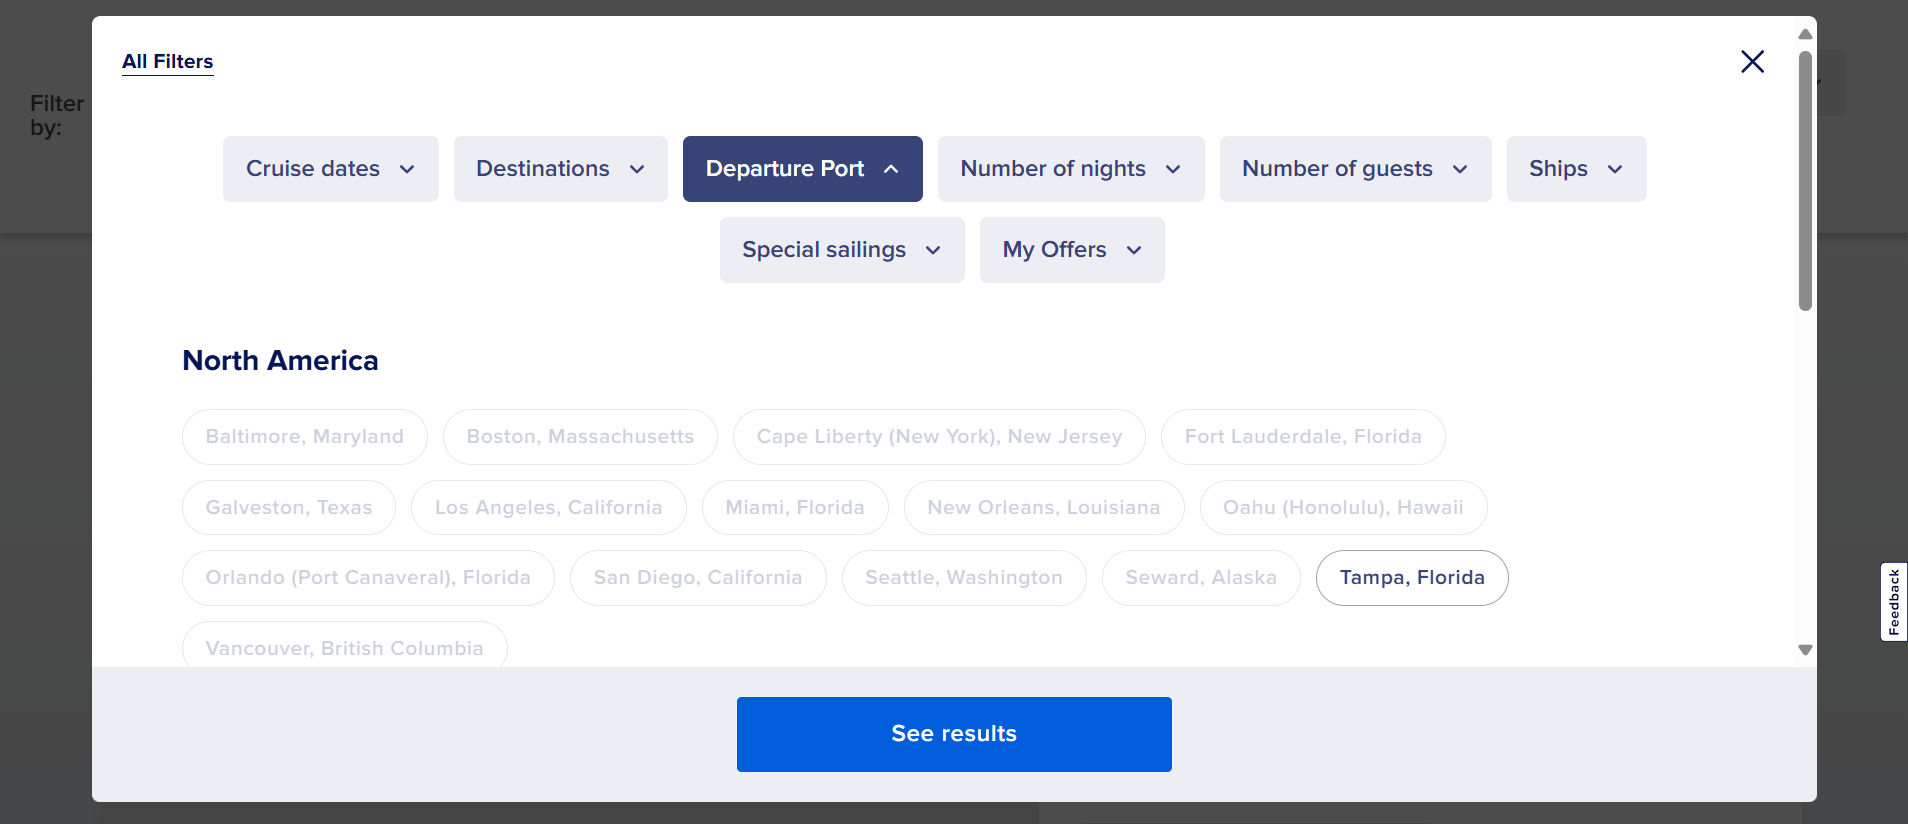 All Filters
Filter
by:
Cruise dates
Destinations
Departure Port
Number of nights
Number of guests
Ships
Special sailings
My Offers
North America
Baltimore, Maryland
Boston, Massachusetts
Cape Liberty (New York), New Jersey
Fort Lauderdale, Florida
Galveston, Texas
Los Angeles, California
Miami, Florida
New Orleans, Louisiana
Oahu (Honolulu), Hawaii
Orlando (Port Canaveral), Florida
San Diego, California
Seattle, Washington
Seward, Alaska
Tampa, Florida
Vancouver, British Columbia
Feedback
See results